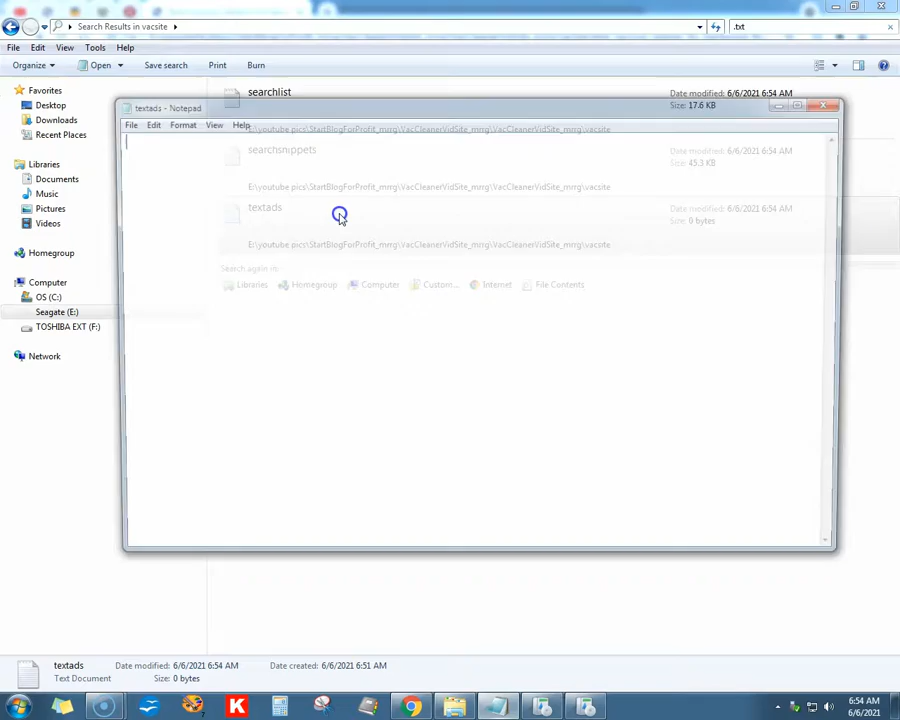 Search Results in vacsite
.txt
File Edit View Tools Help
Organize Open Save search Print Burn
Favorites
Desktop
Downloads
Recent Places
Libraries
Documents
Music
Pictures
Videos
Homegroup
Computer
OS (C:)
Seagate (E:)
TOSHIBA EXT (F:)
Network
searchlist
Date modified: 6/6/2021 6:54 AM
Size: 17.6 KB
textads - Notepad
File Edit Format View Help
E:\youtube pics\StartBlogForProfit_mrrg\VacCleanerVidSite_mrrg\VacCleanerVidSite_mrrg\vacsite
searchsnippets
Date modified: 6/6/2021 6:54 AM
Size: 45.3 KB
E:\youtube pics\StartBlogForProfit_mrrg\VacCleanerVidSite_mrrg\VacCleanerVidSite_mrrg\vacsite
textads
Date modified: 6/6/2021 6:54 AM
Size: 0 bytes
E:\youtube pics\StartBlogForProfit_mrrg\VacCleanerVidSite_mrrg\VacCleanerVidSite_mrrg\vacsite
Search again in:
Libraries Homegroup Computer Custom... Internet File Contents
textads Date modified: 6/6/2021 6:54 AM Date created: 6/6/2021 6:51 AM
Text Document Size: 0 bytes
K
6:54 AM
6/6/2021